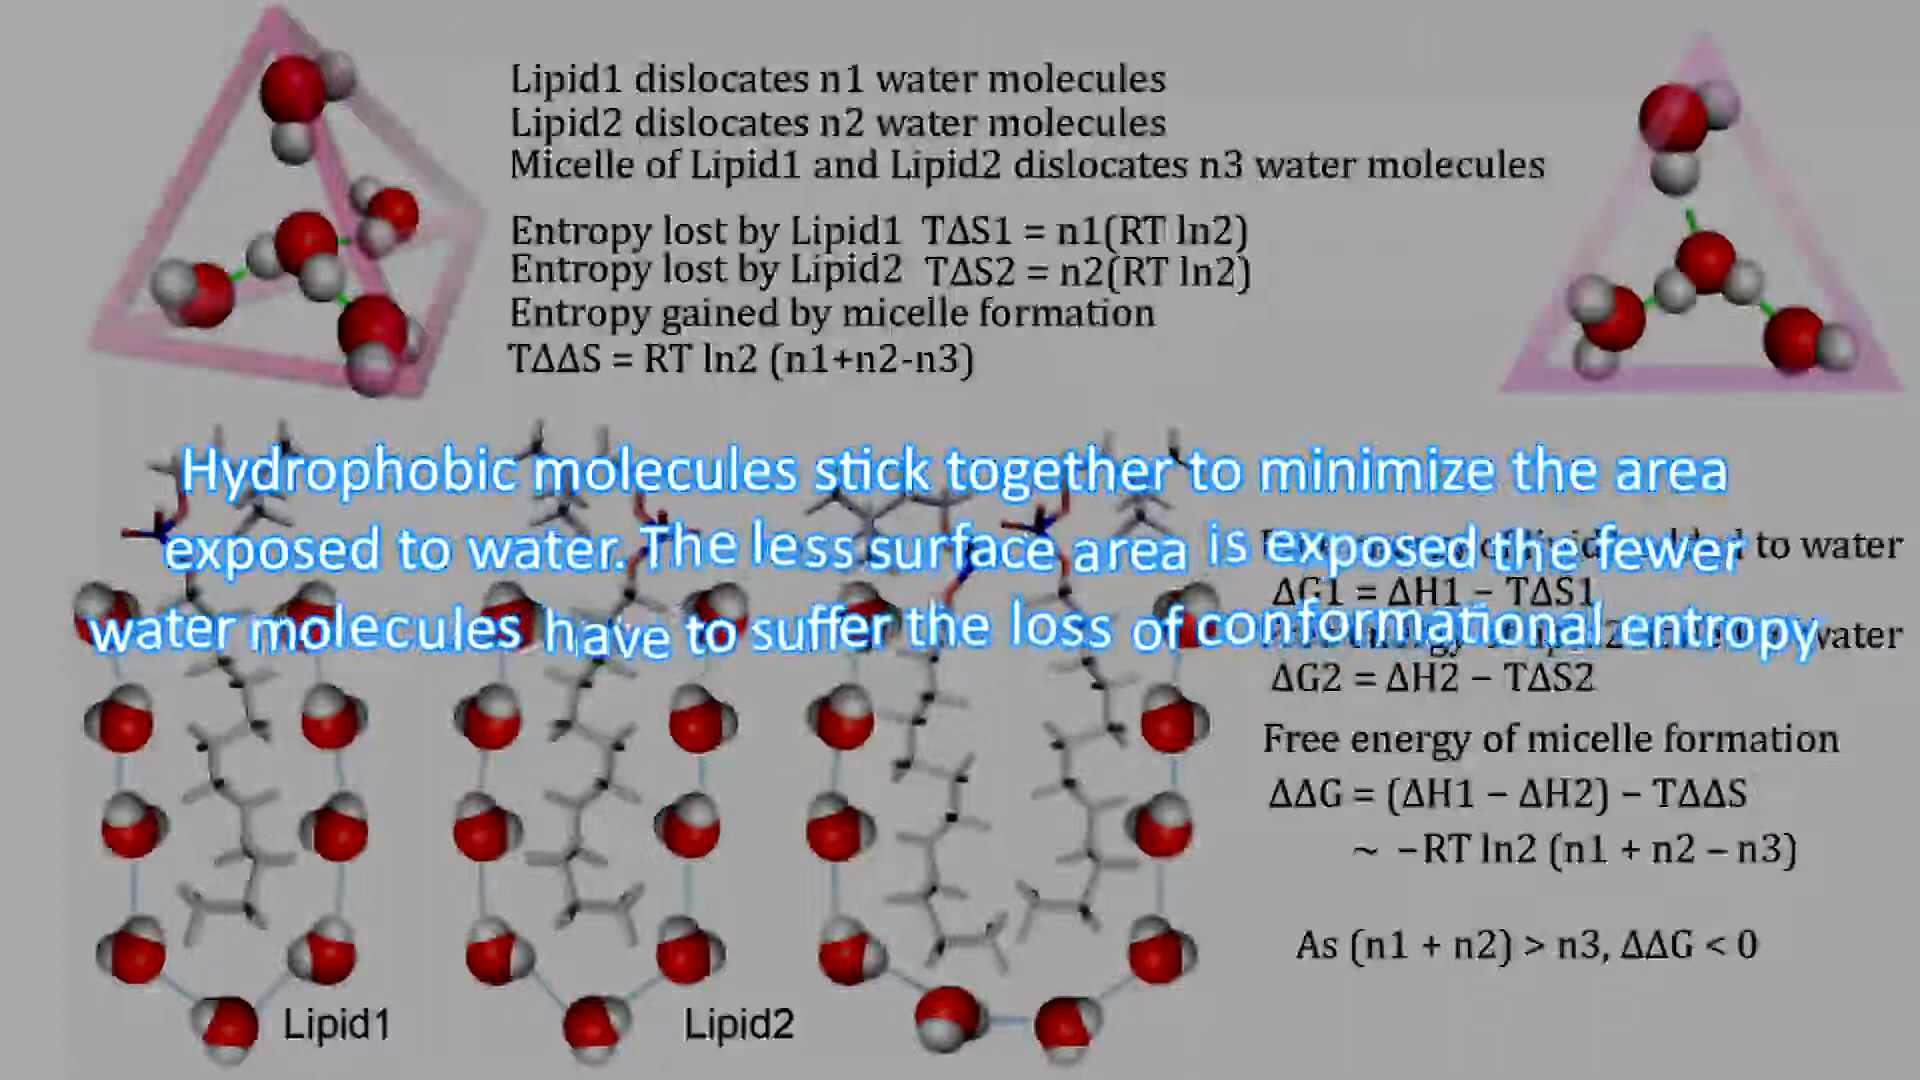 Lipid1 dislocates n1 water molecules
Lipid2 dislocates n2 water molecules
Micelle of Lipid1 and Lipid2 dislocates n3 water molecules
Entropy lost by Lipid1 TΔS1 = n1(RT ln2)
Entropy lost by Lipid2 TΔS2 = n2(RT ln2)
Entropy gained by micelle formation
TΔΔS = RT ln2 (n1+n2-n3)
Hydrophobic molecules stick together to minimize the area
exposed to water. The less surface area is exposed the fewer
water molecules have to suffer the loss of conformational entropy
to water
ΔG1 = ΔH1 – TΔS1
water
ΔG2 = ΔH2 – TΔS2
Free energy of micelle formation
ΔΔG = (ΔH1 – ΔH2) – TΔΔS
~ –RT ln2 (n1 + n2 – n3)
As (n1 + n2) > n3, ΔΔG < 0
Lipid1
Lipid2